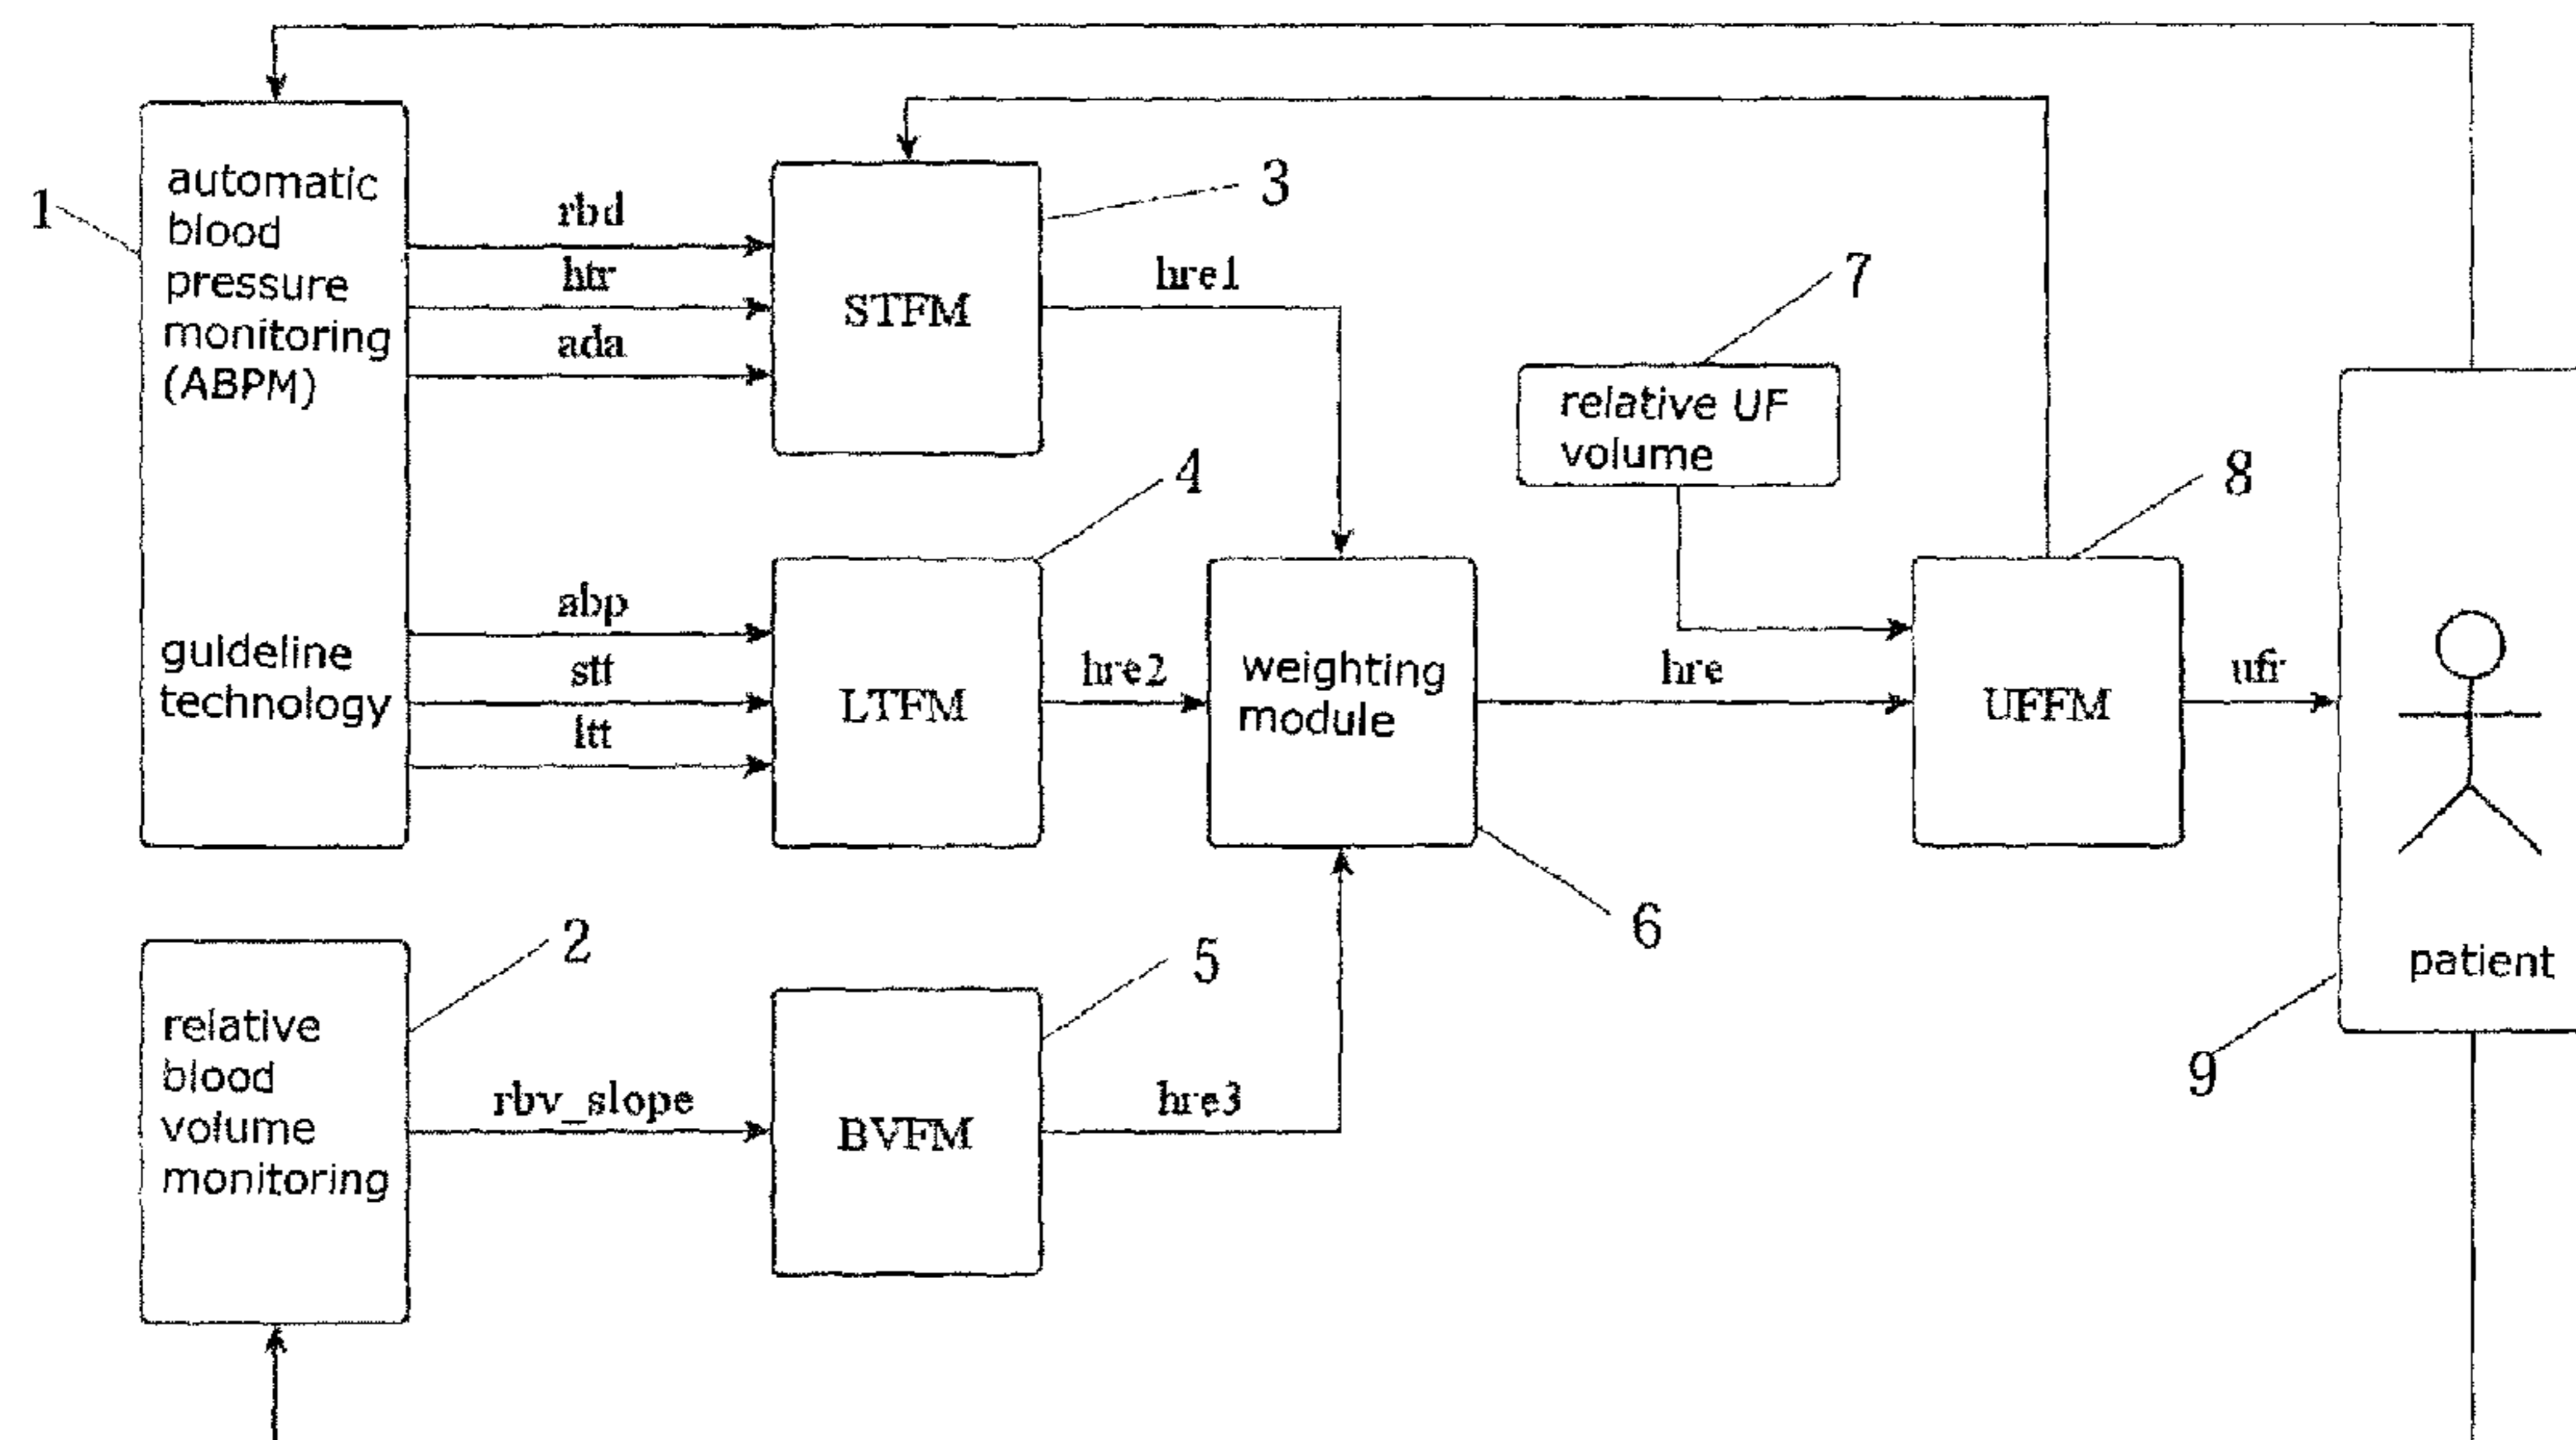 1
automatic
blood
pressure
monitoring
(ABPM)
guideline
technology
rbd
htr
ada
STFM
3
hre1
abp
stt
ltt
LTFM
4
hre2
weighting
module
6
7
relative UF
volume
hre
UFFM
8
ufr
patient
9
relative
blood
volume
monitoring
2
rbv_slope
BVFM
5
hre3